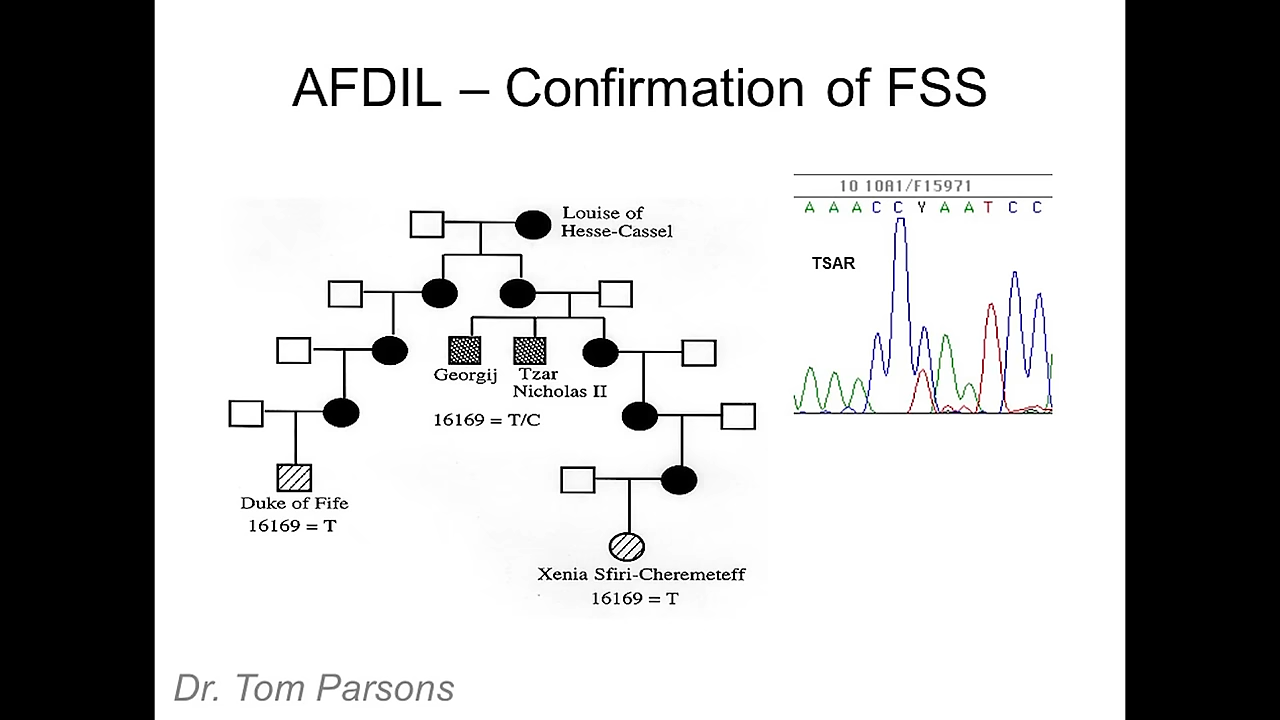 AFDIL – Confirmation of FSS
Louise of
Hesse-Cassel
Georgij
Tzar
Nicholas II
16169 = T/C
Duke of Fife
16169 = T
Xenia Sfiri-Cheremeteff
16169 = T
10 10A1/F15971
A A A C C Y A A T C C
TSAR
Dr. Tom Parsons